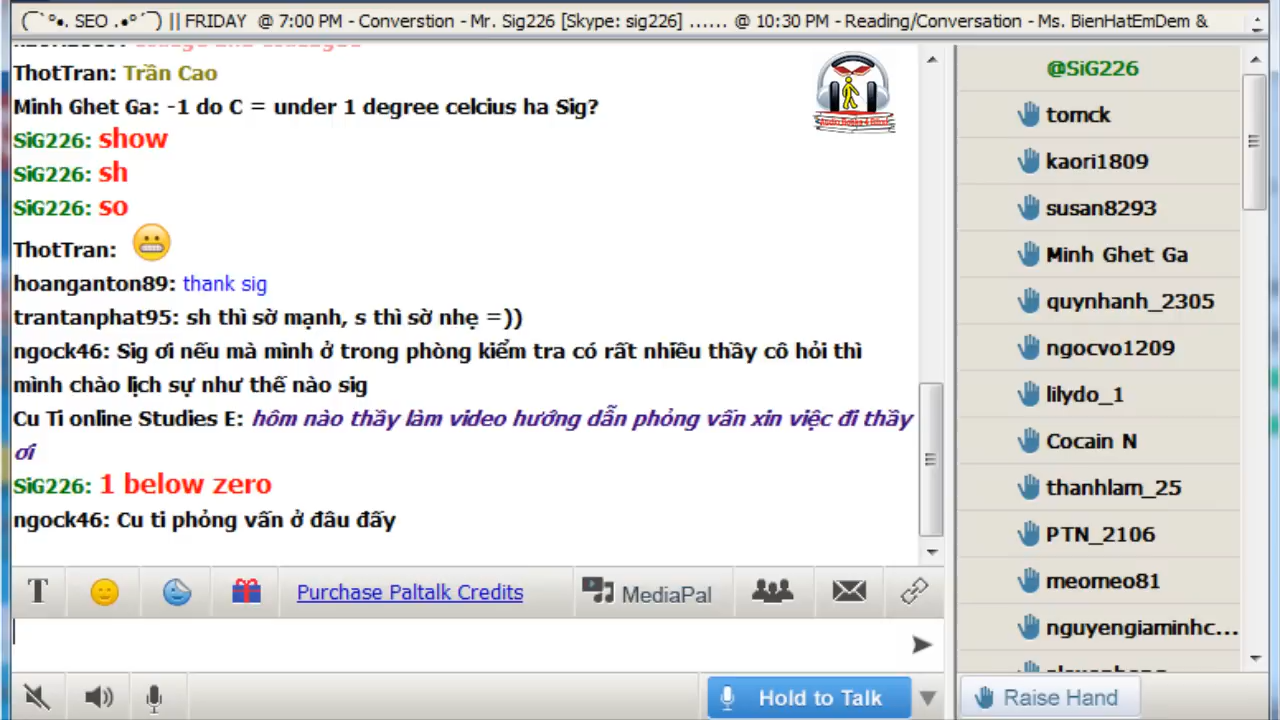 (¯`°•. SEO .•°´¯) || FRIDAY @ 7:00 PM - Converstion - Mr. Sig226 [Skype: sig226] ...... @ 10:30 PM - Reading/Conversation - Ms. BienHatEmDem &
ThotTran: Trần Cao
Minh Ghet Ga: -1 do C = under 1 degree celcius ha Sig?
SiG226: show
SiG226: sh
SiG226: so
ThotTran:
hoanganton89: thank sig
trantanphat95: sh thì sờ mạnh, s thì sờ nhẹ =))
ngock46: Sig ơi nếu mà mình ở trong phòng kiểm tra có rất nhiều thầy cô hỏi thì
mình chào lịch sự như thế nào sig
Cu Ti online Studies E: hôm nào thầy làm video hướng dẫn phỏng vấn xin việc đi thầy
ơi
SiG226: 1 below zero
ngock46: Cu ti phỏng vấn ở đâu đấy
T
Purchase Paltalk Credits
MediaPal
Hold to Talk
@SiG226
tomck
kaori1809
susan8293
Minh Ghet Ga
quynhanh_2305
ngocvo1209
lilydo_1
Cocain N
thanhlam_25
PTN_2106
meomeo81
nguyengiaminhc...
Raise Hand